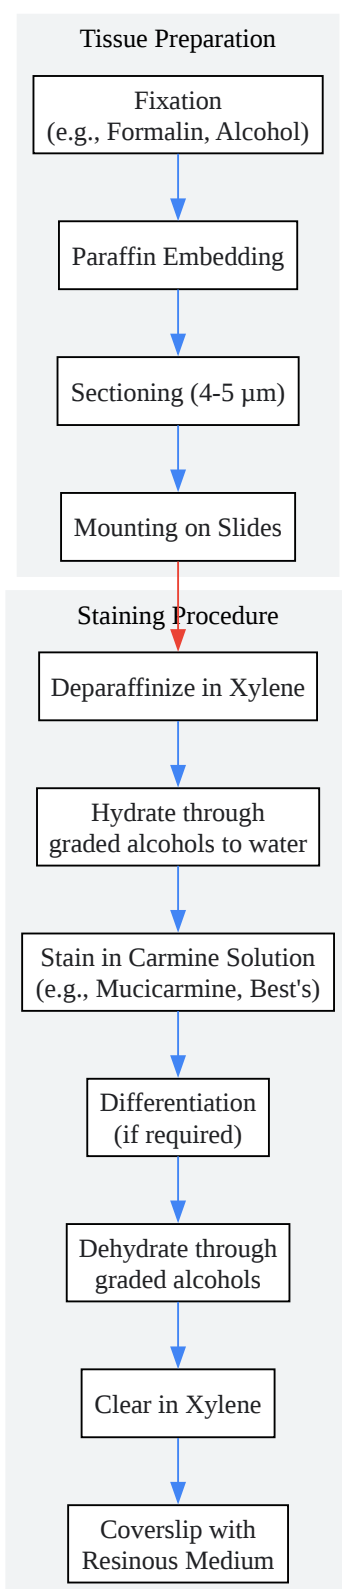 Tissue Preparation
Fixation
(e.g., Formalin, Alcohol)
Paraffin Embedding
Sectioning (4-5 µm)
Mounting on Slides
Staining Procedure
Deparaffinize in Xylene
Hydrate through
graded alcohols to water
Stain in Carmine Solution
(e.g., Mucicarmine, Best's)
Differentiation
(if required)
Dehydrate through
graded alcohols
Clear in Xylene
Coverslip with
Resinous Medium